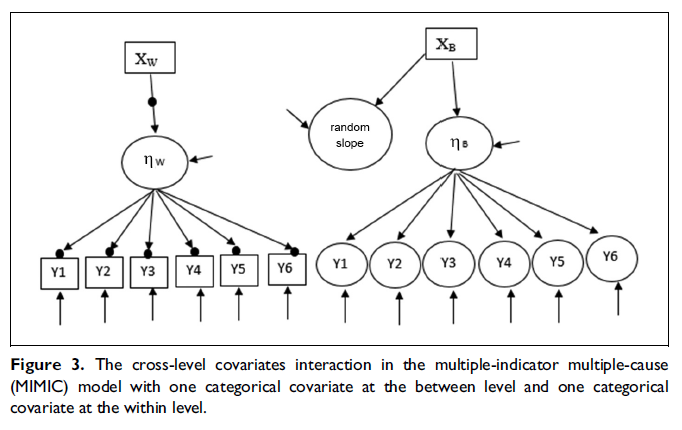 X_W
X_B
random
slope
η_W
η_B
Y1 Y2 Y3 Y4 Y5 Y6 Y1 Y2 Y3 Y4 Y5 Y6
Figure 3. The cross-level covariates interaction in the multiple-indicator multiple-cause
(MIMIC) model with one categorical covariate at the between level and one categorical
covariate at the within level.